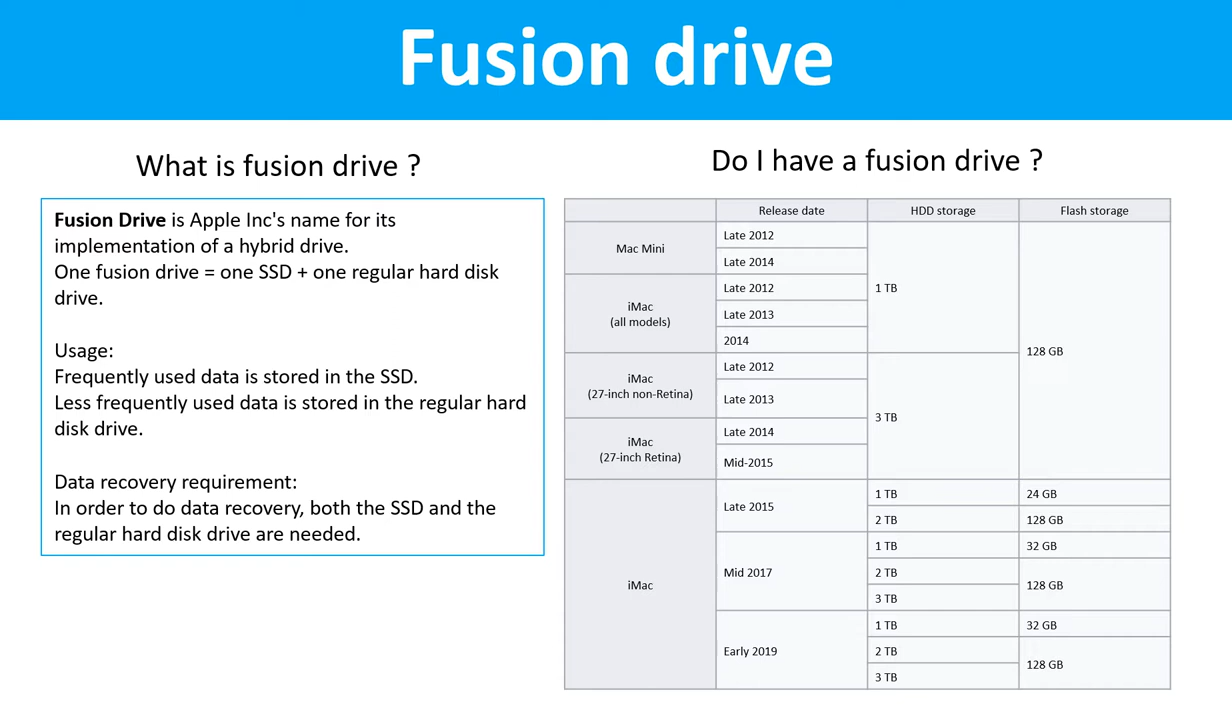 Fusion drive
What is fusion drive ?
Fusion Drive is Apple Inc's name for its
implementation of a hybrid drive.
One fusion drive = one SSD + one regular hard disk
drive.
Usage:
Frequently used data is stored in the SSD.
Less frequently used data is stored in the regular hard
disk drive.
Data recovery requirement:
In order to do data recovery, both the SSD and the
regular hard disk drive are needed.
Do I have a fusion drive ?
Release date HDD storage Flash storage
Mac Mini
Late 2012
Late 2014
iMac
(all models)
Late 2012
Late 2013
2014
1 TB
iMac
(27-inch non-Retina)
Late 2012
Late 2013
iMac
(27-inch Retina)
Late 2014
Mid-2015
3 TB
128 GB
iMac
Late 2015
1 TB 24 GB
2 TB 128 GB
Mid 2017
1 TB 32 GB
2 TB
3 TB
128 GB
Early 2019
1 TB 32 GB
2 TB
3 TB
128 GB